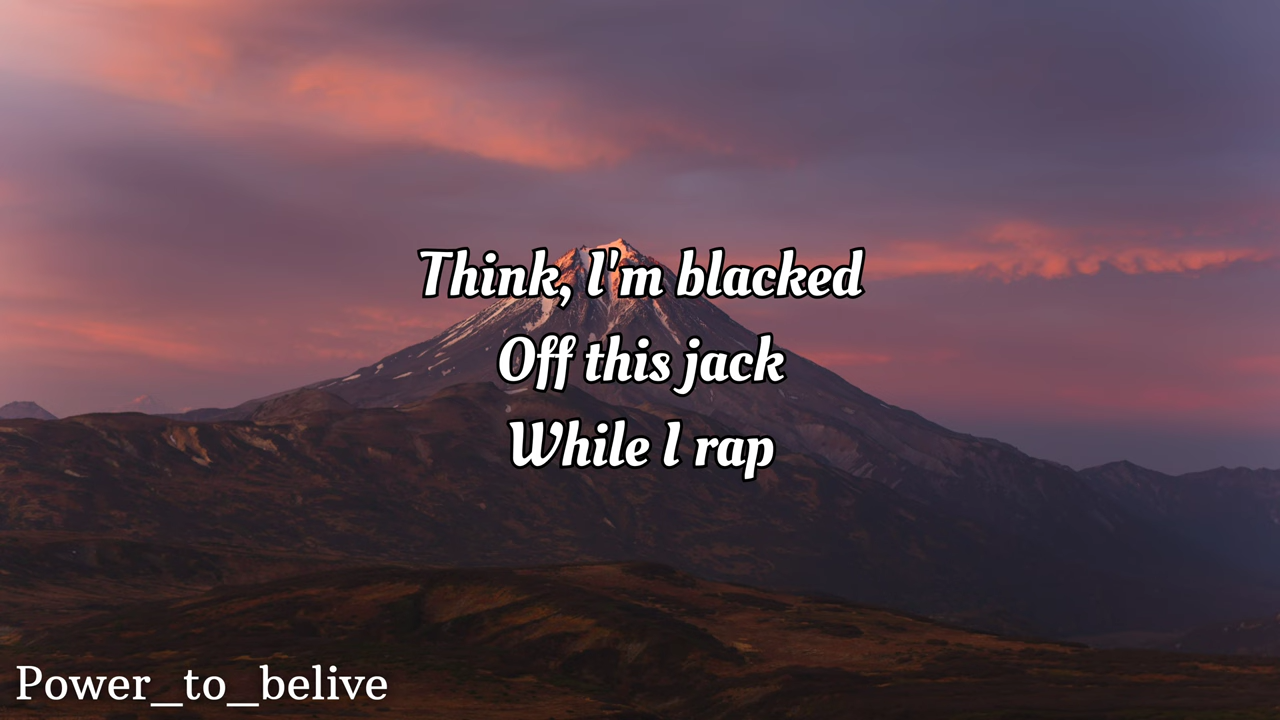 Think, I'm blacked
Off this jack
While I rap
Power_to_belive